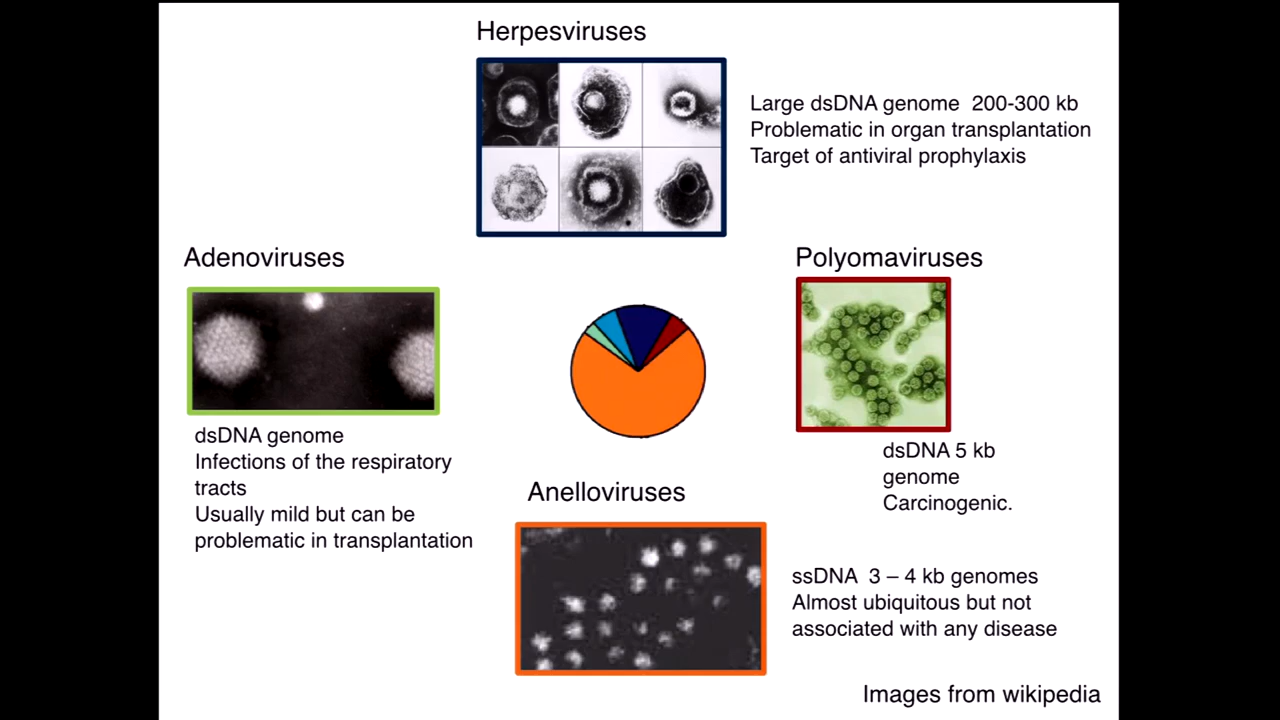 Herpesviruses
Large dsDNA genome  200-300 kb
Problematic in organ transplantation
Target of antiviral prophylaxis
Adenoviruses
dsDNA genome
Infections of the respiratory
tracts
Usually mild but can be
problematic in transplantation
Polyomaviruses
dsDNA 5 kb
genome
Carcinogenic.
Anelloviruses
ssDNA  3 – 4 kb genomes
Almost ubiquitous but not
associated with any disease
Images from wikipedia